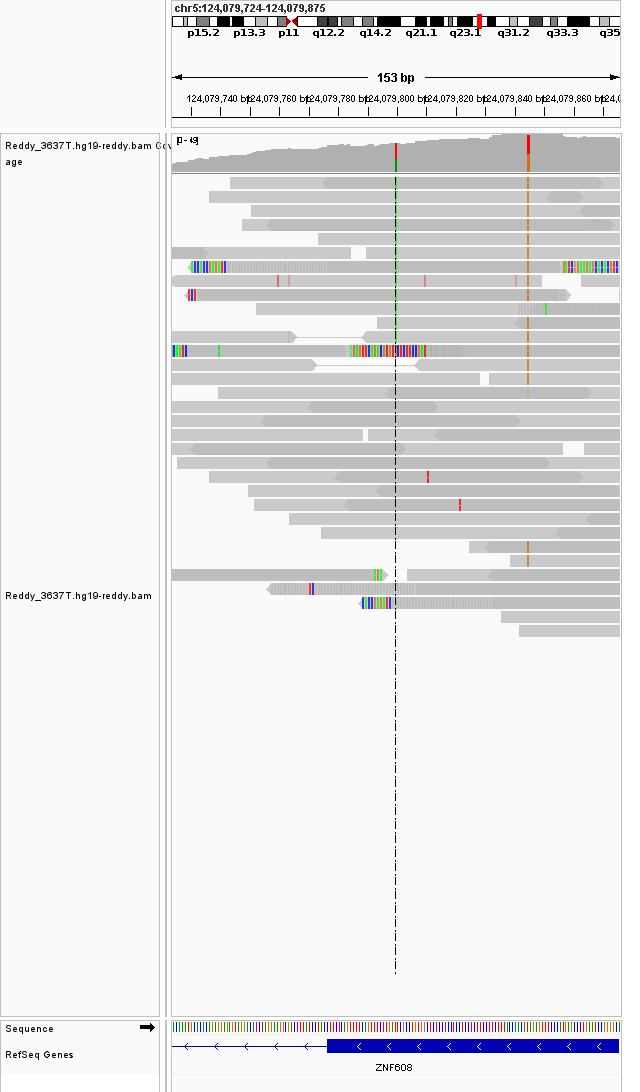 chr5:124,079,724-124,079,875
p15.2 p13.3 p11 q12.2 q14.2 q21.1 q23.1 q31.2 q33.3 q35
153 bp
124,079,740 bp 124,079,760 bp 124,079,780 bp 124,079,800 bp 124,079,820 bp 124,079,840 bp 124,079,860 bp
Reddy_3637T.hg19-reddy.bam Cov
age
Reddy_3637T.hg19-reddy.bam
Sequence
RefSeq Genes
ZNF608